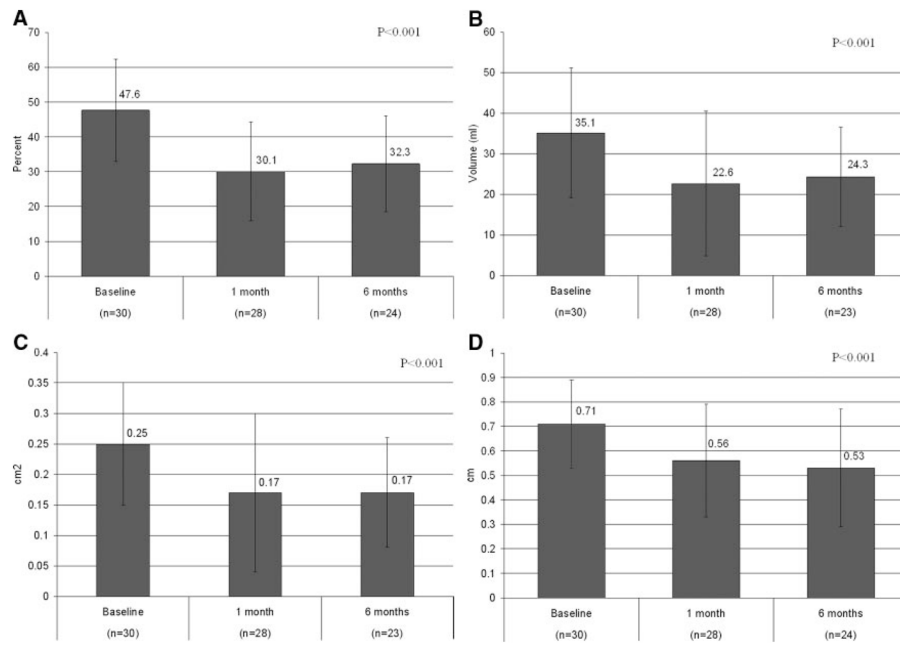 A
P<0.001
Percent
70
60
50
40
30
20
10
0
47.6
30.1
32.3
Baseline
1 month
6 months
(n=30)
(n=28)
(n=24)
B
P<0.001
Volume (ml)
60
50
40
30
20
10
0
35.1
22.6
24.3
Baseline
1 month
6 months
(n=30)
(n=28)
(n=23)
C
P<0.001
cm2
0.4
0.35
0.3
0.25
0.2
0.15
0.1
0.05
0
0.25
0.17
0.17
Baseline
1 month
6 months
(n=30)
(n=28)
(n=23)
D
P<0.001
cm
1
0.9
0.8
0.7
0.6
0.5
0.4
0.3
0.2
0.1
0
0.71
0.56
0.53
Baseline
1 month
6 months
(n=30)
(n=28)
(n=24)